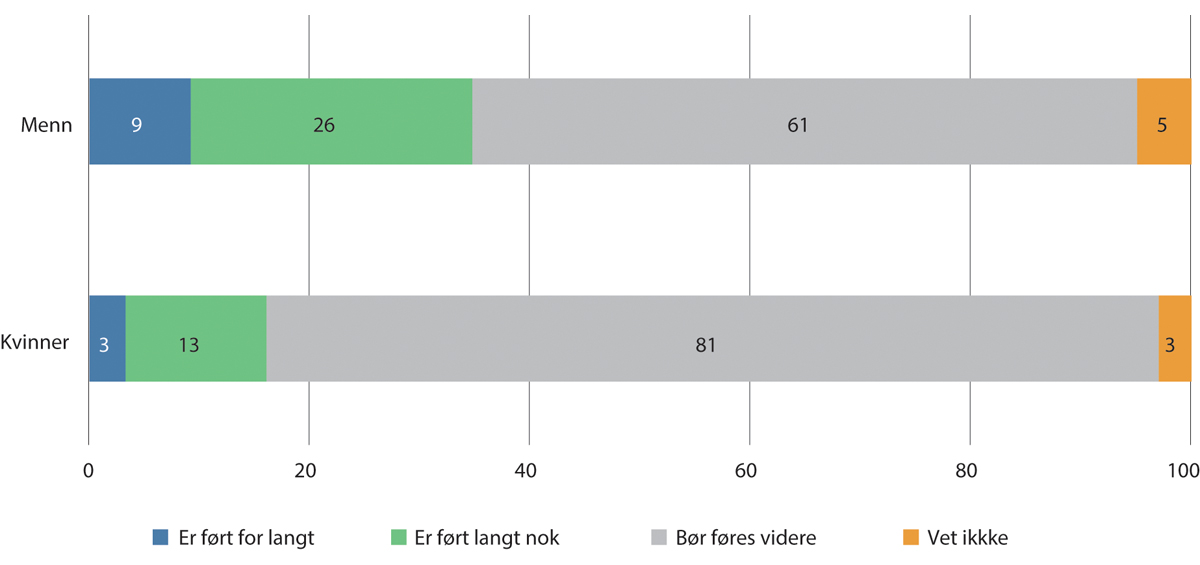 Menn 9 26 61 5
Kvinner 3 13 81 3
0 20 40 60 80 100
Er ført for langt Er ført langt nok Bør føres videre Vet ikkke